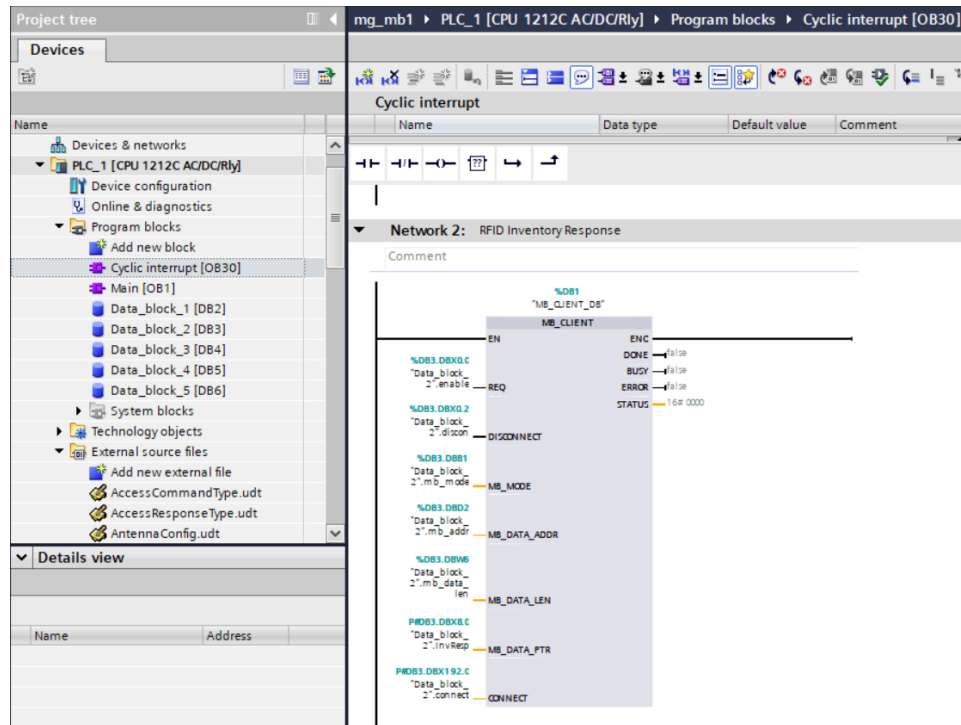 Project tree
mg_mb1 ▸ PLC_1 [CPU 1212C AC/DC/Rly] ▸ Program blocks ▸ Cyclic interrupt [OB30]
Devices
Cyclic interrupt
Name
Data type
Default value
Comment
Name
Devices & networks
PLC_1 [CPU 1212C AC/DC/Rly]
Device configuration
Online & diagnostics
Program blocks
Add new block
Cyclic interrupt [OB30]
Main [OB1]
Data_block_1 [DB2]
Data_block_2 [DB3]
Data_block_3 [DB4]
Data_block_4 [DB5]
Data_block_5 [DB6]
System blocks
Technology objects
External source files
Add new external file
AccessCommandType.udt
AccessResponseType.udt
AntennaConfig.udt
Details view
Name
Address
??
Network 2: RFID Inventory Response
Comment
%DB1
"MB_CLIENT_DB"
MB_CLIENT
EN
ENO
DONE
false
BUSY
false
ERROR
false
STATUS
16#0000
%DB3.DBX0.0
"Data_block_
2".enable
REQ
%DB3.DBX0.2
"Data_block_
2".discon
DISCONNECT
%DB3.DBB1
"Data_block_
2".mb_mode
MB_MODE
%DB3.DBD2
"Data_block_
2".mb_addr
MB_DATA_ADDR
%DB3.DBW6
"Data_block_
2".mb_data_
len
MB_DATA_LEN
P#DB3.DBX8.0
"Data_block_
2".InvResp
MB_DATA_PTR
P#DB3.DBX192.0
"Data_block_
2".connect
CONNECT